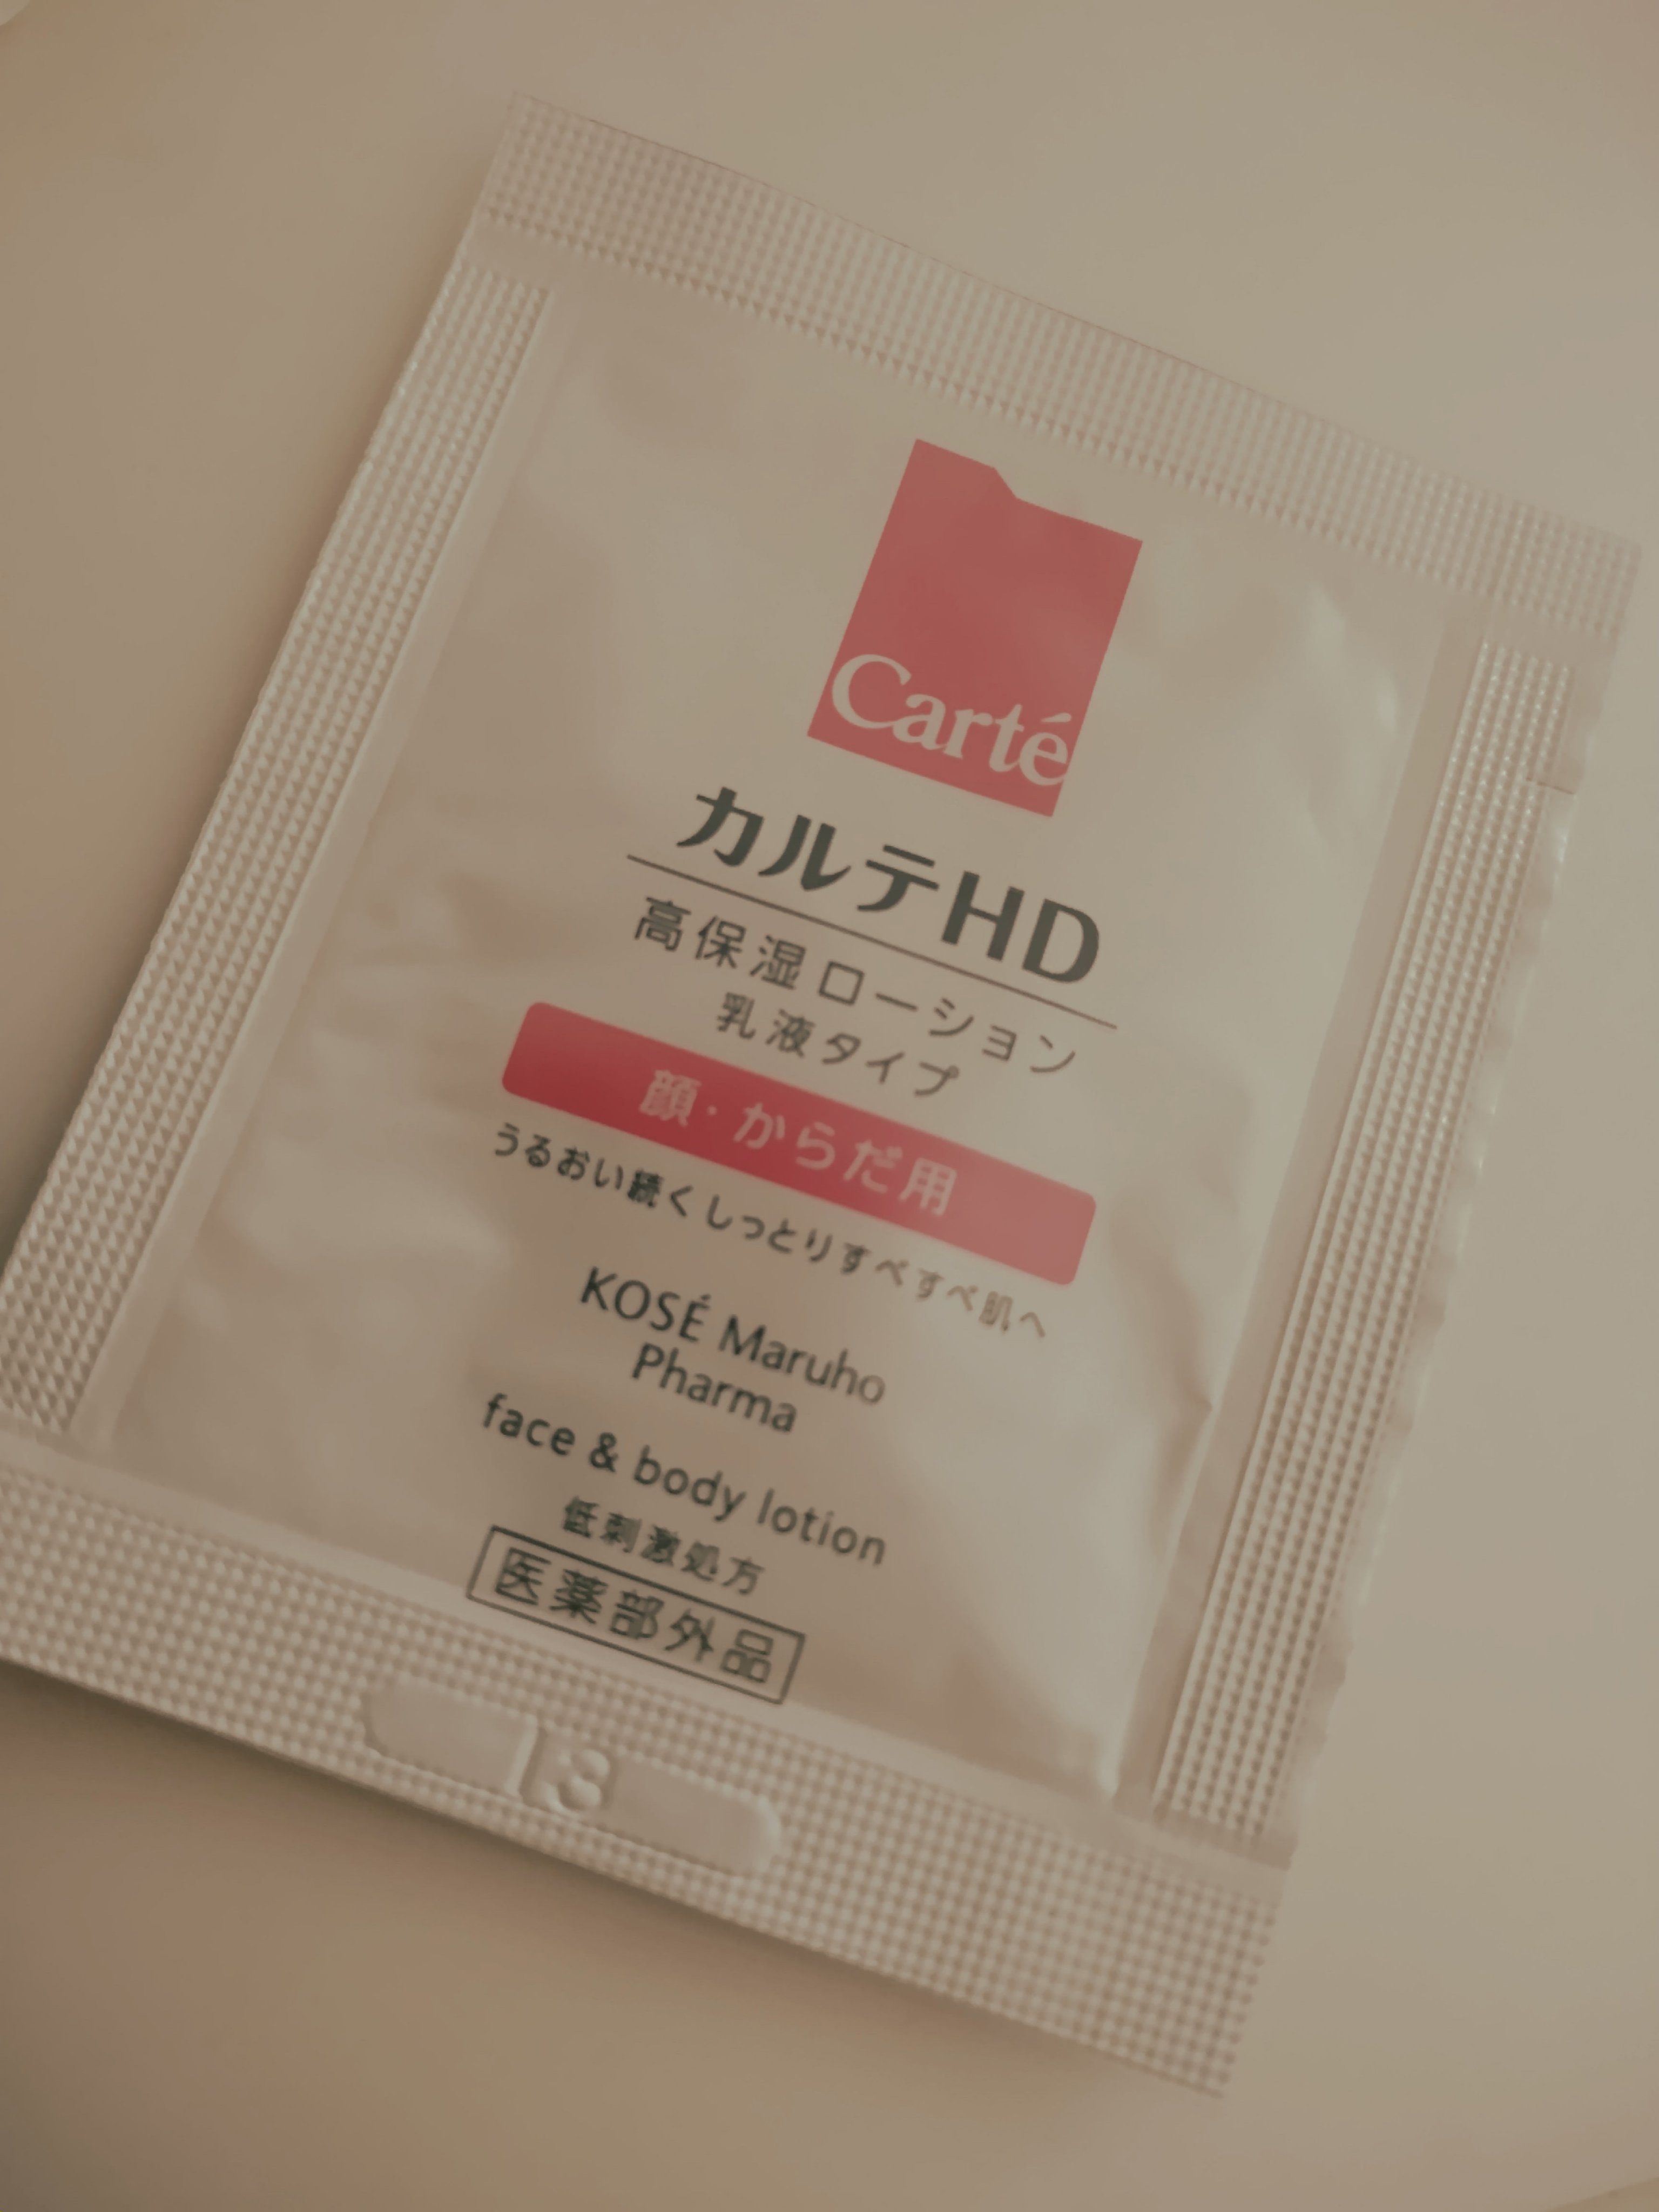 Carté
カルテHD
高保湿ローション
乳液タイプ
顔・からだ用
うるおい続くしっとりすべすべ肌へ
KOSÉ Maruho
Pharma
face & body lotion
低刺激処方
医薬部外品
13